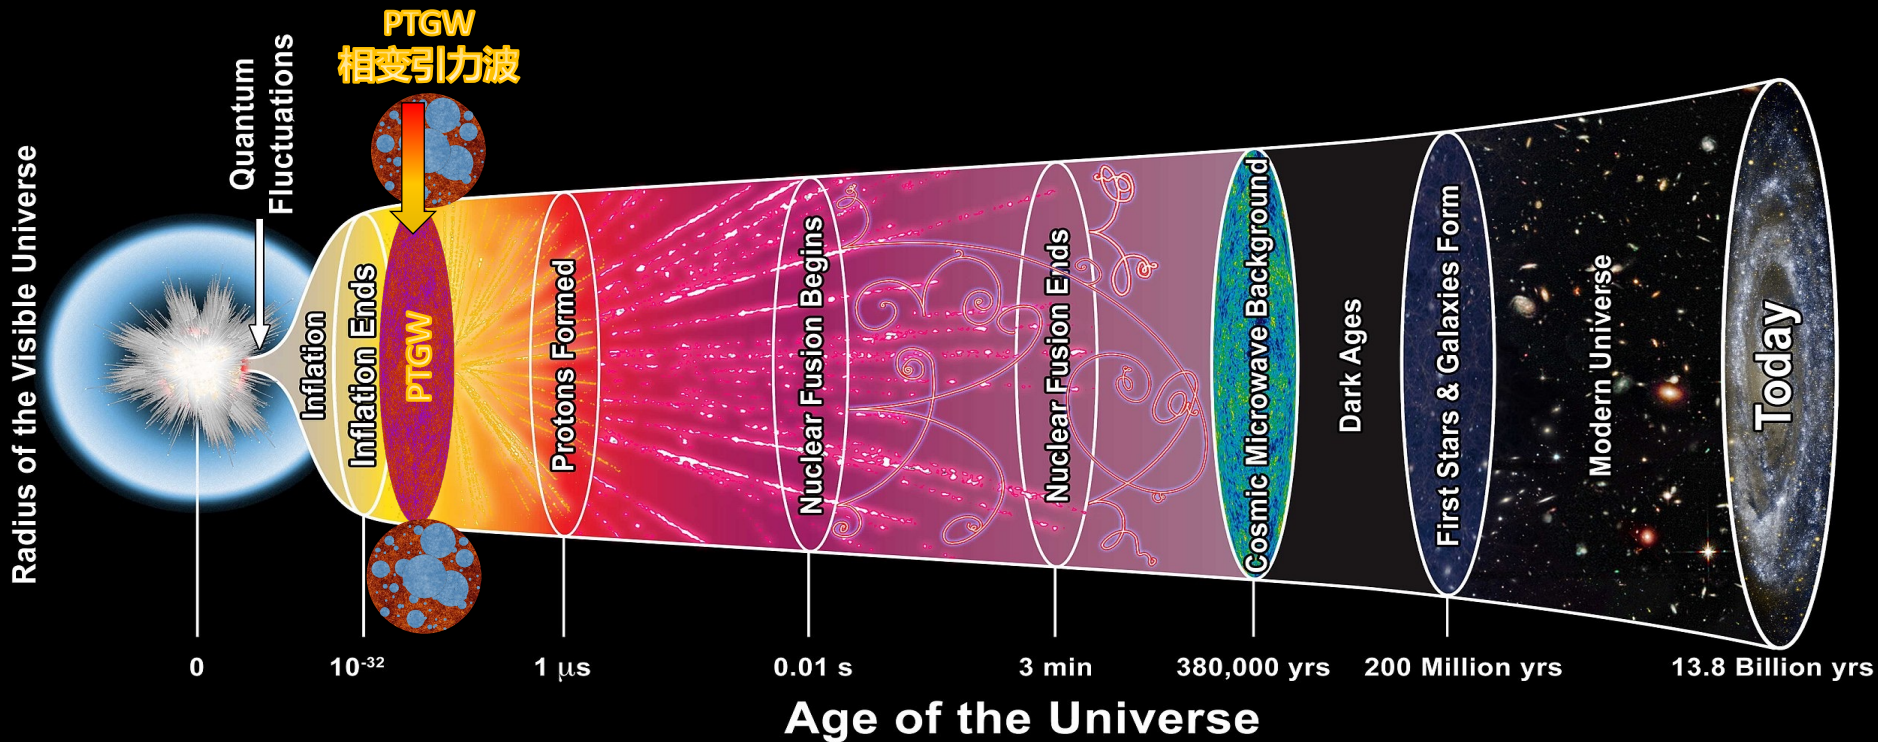 PTGW
相变引力波
Quantum
Fluctuations
Radius of the Visible Universe
Inflation
Inflation Ends
PTGW
Protons Formed
Nuclear Fusion Begins
Nuclear Fusion Ends
Cosmic Microwave Background
Dark Ages
First Stars & Galaxies Form
Modern Universe
Today
0
10⁻³²
1 μs
0.01 s
3 min
380,000 yrs
200 Million yrs
13.8 Billion yrs
Age of the Universe